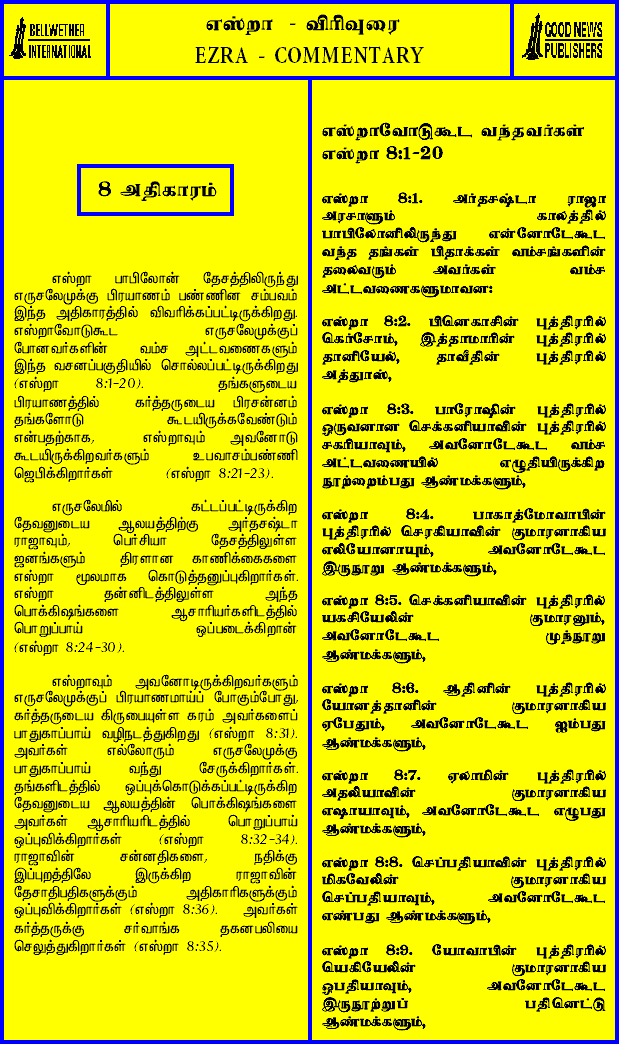 BELLWETHER
INTERNATIONAL
எஸ்றா - விரிவுரை
EZRA - COMMENTARY
GOOD NEWS
PUBLISHERS
8 அதிகாரம்
எஸ்றா பாபிலோன் தேசத்திலிருந்து
எருசலேமுக்கு பிரயாணம் பண்ணின சம்பவம்
இந்த அதிகாரத்தில் விவரிக்கப்பட்டிருக்கிறது.
எஸ்றாவோடுகூட எருசலேமுக்குப்
போனவர்களின் வம்ச அட்டவணைகளும்
இந்த வசனப்பகுதியில் சொல்லப்பட்டிருக்கிறது
(எஸ்றா 8:1-20). தங்களுடைய
பிரயாணத்தில் கர்த்தருடைய பிரசன்னம்
தங்களோடு கூடயிருக்கவேண்டும்
என்பதற்காக, எஸ்றாவும் அவனோடு
கூடயிருக்கிறவர்களும் உபவாசம்பண்ணி
ஜெபிக்கிறார்கள் (எஸ்றா 8:21-23).
எருசலேமில் கட்டப்பட்டிருக்கிற
தேவனுடைய ஆலயத்திற்கு அர்தசஷ்டா
ராஜாவும், பெர்சியா தேசத்திலுள்ள
ஜனங்களும் திரளான காணிக்கைகளை
எஸ்றா மூலமாக கொடுத்தனுப்புகிறார்கள்.
எஸ்றா தன்னிடத்திலுள்ள அந்த
பொக்கிஷங்களை ஆசாரியர்களிடத்தில்
பொறுப்பாய் ஒப்படைக்கிறான்
(எஸ்றா 8:24-30).
எஸ்றாவும் அவனோடிருக்கிறவர்களும்
எருசலேமுக்குப் பிரயாணமாய்ப் போகும்போது,
கர்த்தருடைய கிருபையுள்ள கரம் அவர்களைப்
பாதுகாப்பாய் வழிநடத்துகிறது (எஸ்றா 8:31).
அவர்கள் எல்லோரும் எருசலேமுக்கு
பாதுகாப்பாய் வந்து சேருக்கிறார்கள்.
தங்களிடத்தில் ஒப்புக்கொடுக்கப்பட்டிருக்கிற
தேவனுடைய ஆலயத்தின் பொக்கிஷங்களை
அவர்கள் ஆசாரியரிடத்தில் பொறுப்பாய்
ஒப்புவிக்கிறார்கள் (எஸ்றா 8:32-34).
ராஜாவின் சன்னதிகளை, நதிக்கு
இப்புறத்திலே இருக்கிற ராஜாவின்
தேசாதிபதிகளுக்கும் அதிகாரிகளுக்கும்
ஒப்புவிக்கிறார்கள் (எஸ்றா 8:36). அவர்கள்
கர்த்தருக்கு சர்வாங்க தகனபலியை
செலுத்துகிறார்கள் (எஸ்றா 8:35).
எஸ்றாவோடுகூட வந்தவர்கள்
எஸ்றா 8:1-20
எஸ்றா 8:1. அர்தசஷ்டா ராஜா
அரசாளும் காலத்தில்
பாபிலோனிலிருந்து என்னோடேகூட
வந்த தங்கள் பிதாக்கள் வம்சங்களின்
தலைவரும் அவர்கள் வம்ச
அட்டவணைகளுமாவன:
எஸ்றா 8:2. பினெகாசின் புத்திரரில்
கெர்சோம், இத்தாமாரின் புத்திரரில்
தானியேல், தாவீதின் புத்திரரில்
அத்தூஸ்,
எஸ்றா 8:3. பாரோஷின் புத்திரரில்
ஒருவனான செக்கனியாவின் புத்திரரில்
சகரியாவும், அவனோடேகூட வம்ச
அட்டவணையில் எழுதியிருக்கிற
நூற்றைம்பது ஆண்மக்களும்,
எஸ்றா 8:4. பாகாத்மோவாபின்
புத்திரரில் செரகியாவின் குமாரனாகிய
எலியோனாயும், அவனோடேகூட
இருநூறு ஆண்மக்களும்,
எஸ்றா 8:5. செக்கனியாவின் புத்திரரில்
யகசியேலின் குமாரனும்,
அவனோடேகூட முந்நூறு
ஆண்மக்களும்,
எஸ்றா 8:6. ஆதினின் புத்திரரில்
யோனத்தானின் குமாரனாகிய
ஏபேதும், அவனோடேகூட ஐம்பது
ஆண்மக்களும்,
எஸ்றா 8:7. ஏலாமின் புத்திரரில்
அதலியாவின் குமாரனாகிய
எஷாயாவும், அவனோடேகூட எழுபது
ஆண்மக்களும்,
எஸ்றா 8:8. செப்பதியாவின் புத்திரரில்
மிகவேலின் குமாரனாகிய
செப்பதியாவும், அவனோடேகூட
எண்பது ஆண்மக்களும்,
எஸ்றா 8:9. யோவாபின் புத்திரரில்
யெகியேலின் குமாரனாகிய
ஒபதியாவும், அவனோடேகூட
இருநூற்றுப் பதினெட்டு
ஆண்மக்களும்,